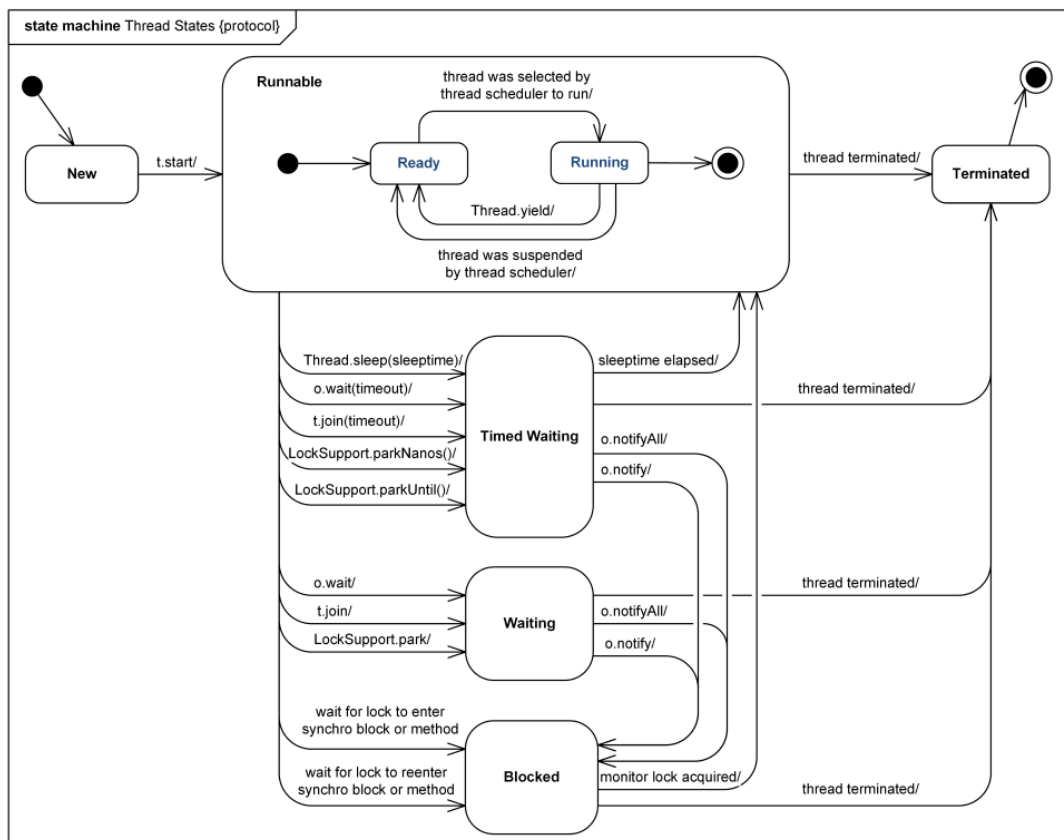 state machine Thread States {protocol}
Runnable
thread was selected by
thread scheduler to run/
New
t.start/
Ready
Running
Thread.yield/
thread was suspended
by thread scheduler/
thread terminated/
Terminated
Thread.sleep(sleeptime)/
o.wait(timeout)/
t.join(timeout)/
LockSupport.parkNanos()/
LockSupport.parkUntil()/
Timed Waiting
sleeptime elapsed/
thread terminated/
o.notifyAll/
o.notify/
o.wait/
t.join/
LockSupport.park/
Waiting
thread terminated/
o.notifyAll/
o.notify/
wait for lock to enter
synchro block or method
wait for lock to reenter
synchro block or method
Blocked
monitor lock acquired/
thread terminated/